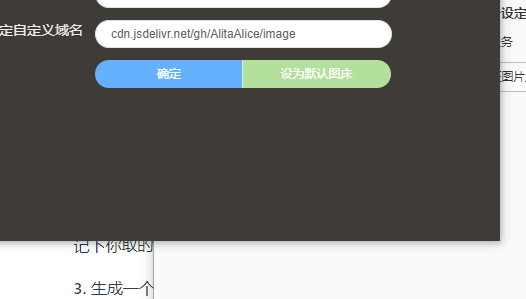 设定
定自定义域名
cdn.jsdelivr.net/gh/AlitaAlice/image
务
确定
设为默认图床
图片
记下你取的
3. 生成一个